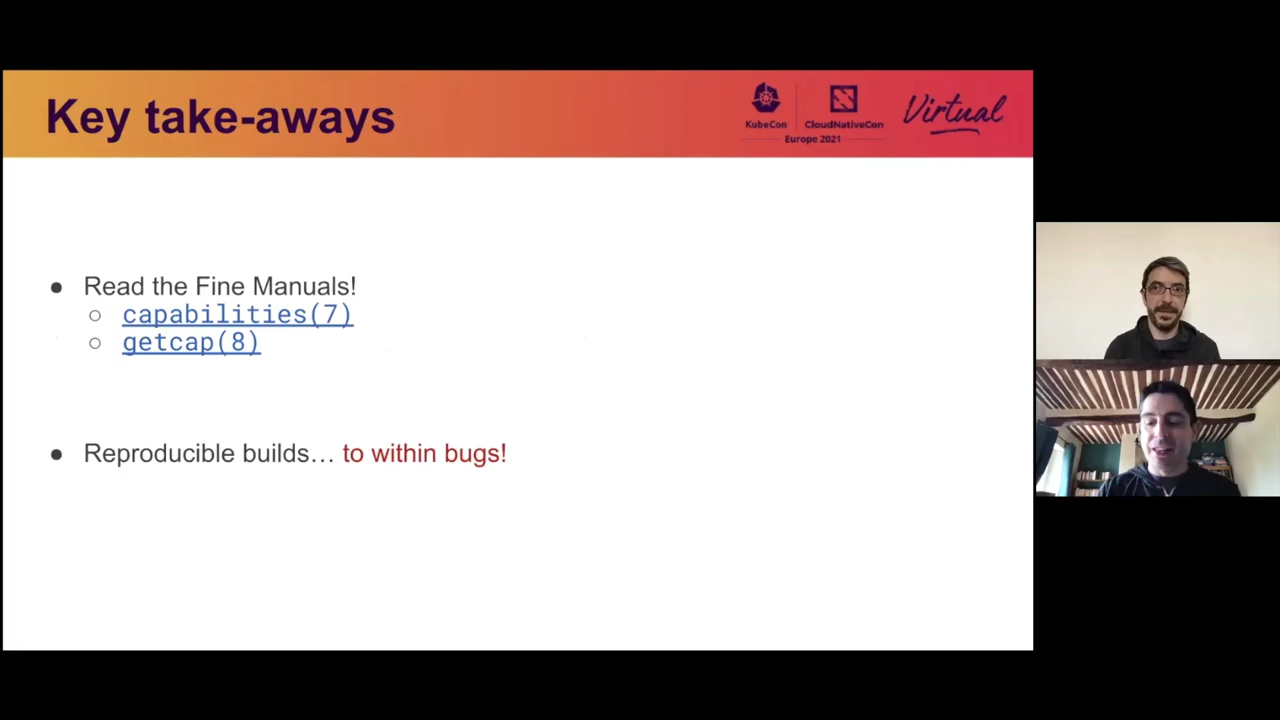 Key take-aways
KubeCon
CloudNativeCon
Europe 2021
Virtual
● Read the Fine Manuals!
○ capabilities(7)
○ getcap(8)
● Reproducible builds… to within bugs!